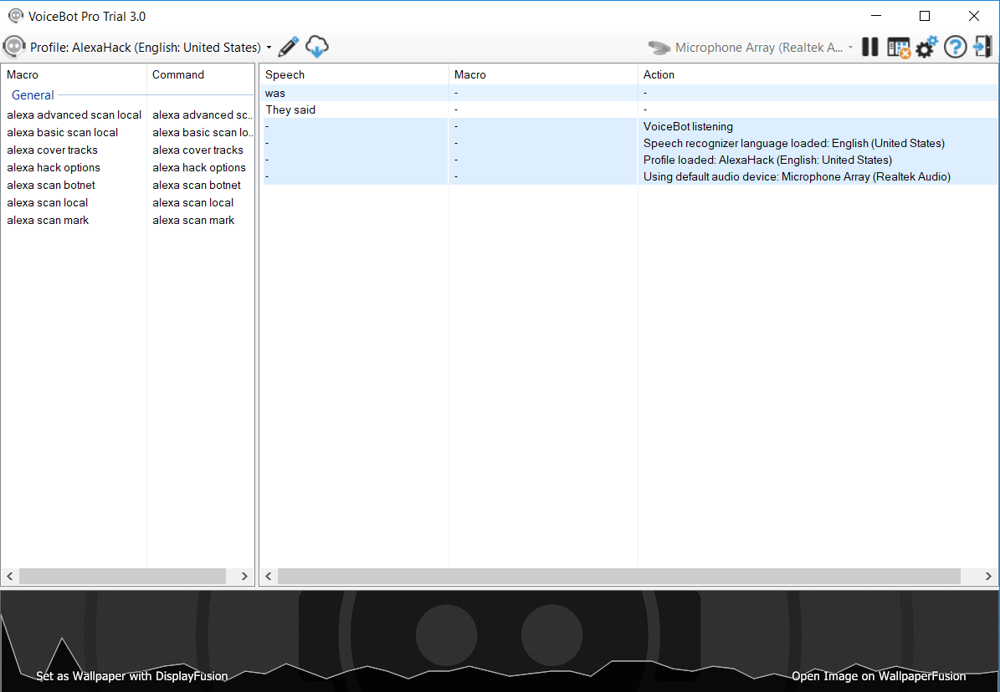 VoiceBot Pro Trial 3.0
Profile: AlexaHack (English: United States)
Microphone Array (Realtek A...
Macro Command
General
alexa advanced scan local alexa advanced sc...
alexa basic scan local alexa basic scan lo...
alexa cover tracks alexa cover tracks
alexa hack options alexa hack options
alexa scan botnet alexa scan botnet
alexa scan local alexa scan local
alexa scan mark alexa scan mark
Speech Macro Action
was - -
They said - -
- - VoiceBot listening
- - Speech recognizer language loaded: English (United States)
- - Profile loaded: AlexaHack (English: United States)
- - Using default audio device: Microphone Array (Realtek Audio)
Set as Wallpaper with DisplayFusion
Open Image on WallpaperFusion